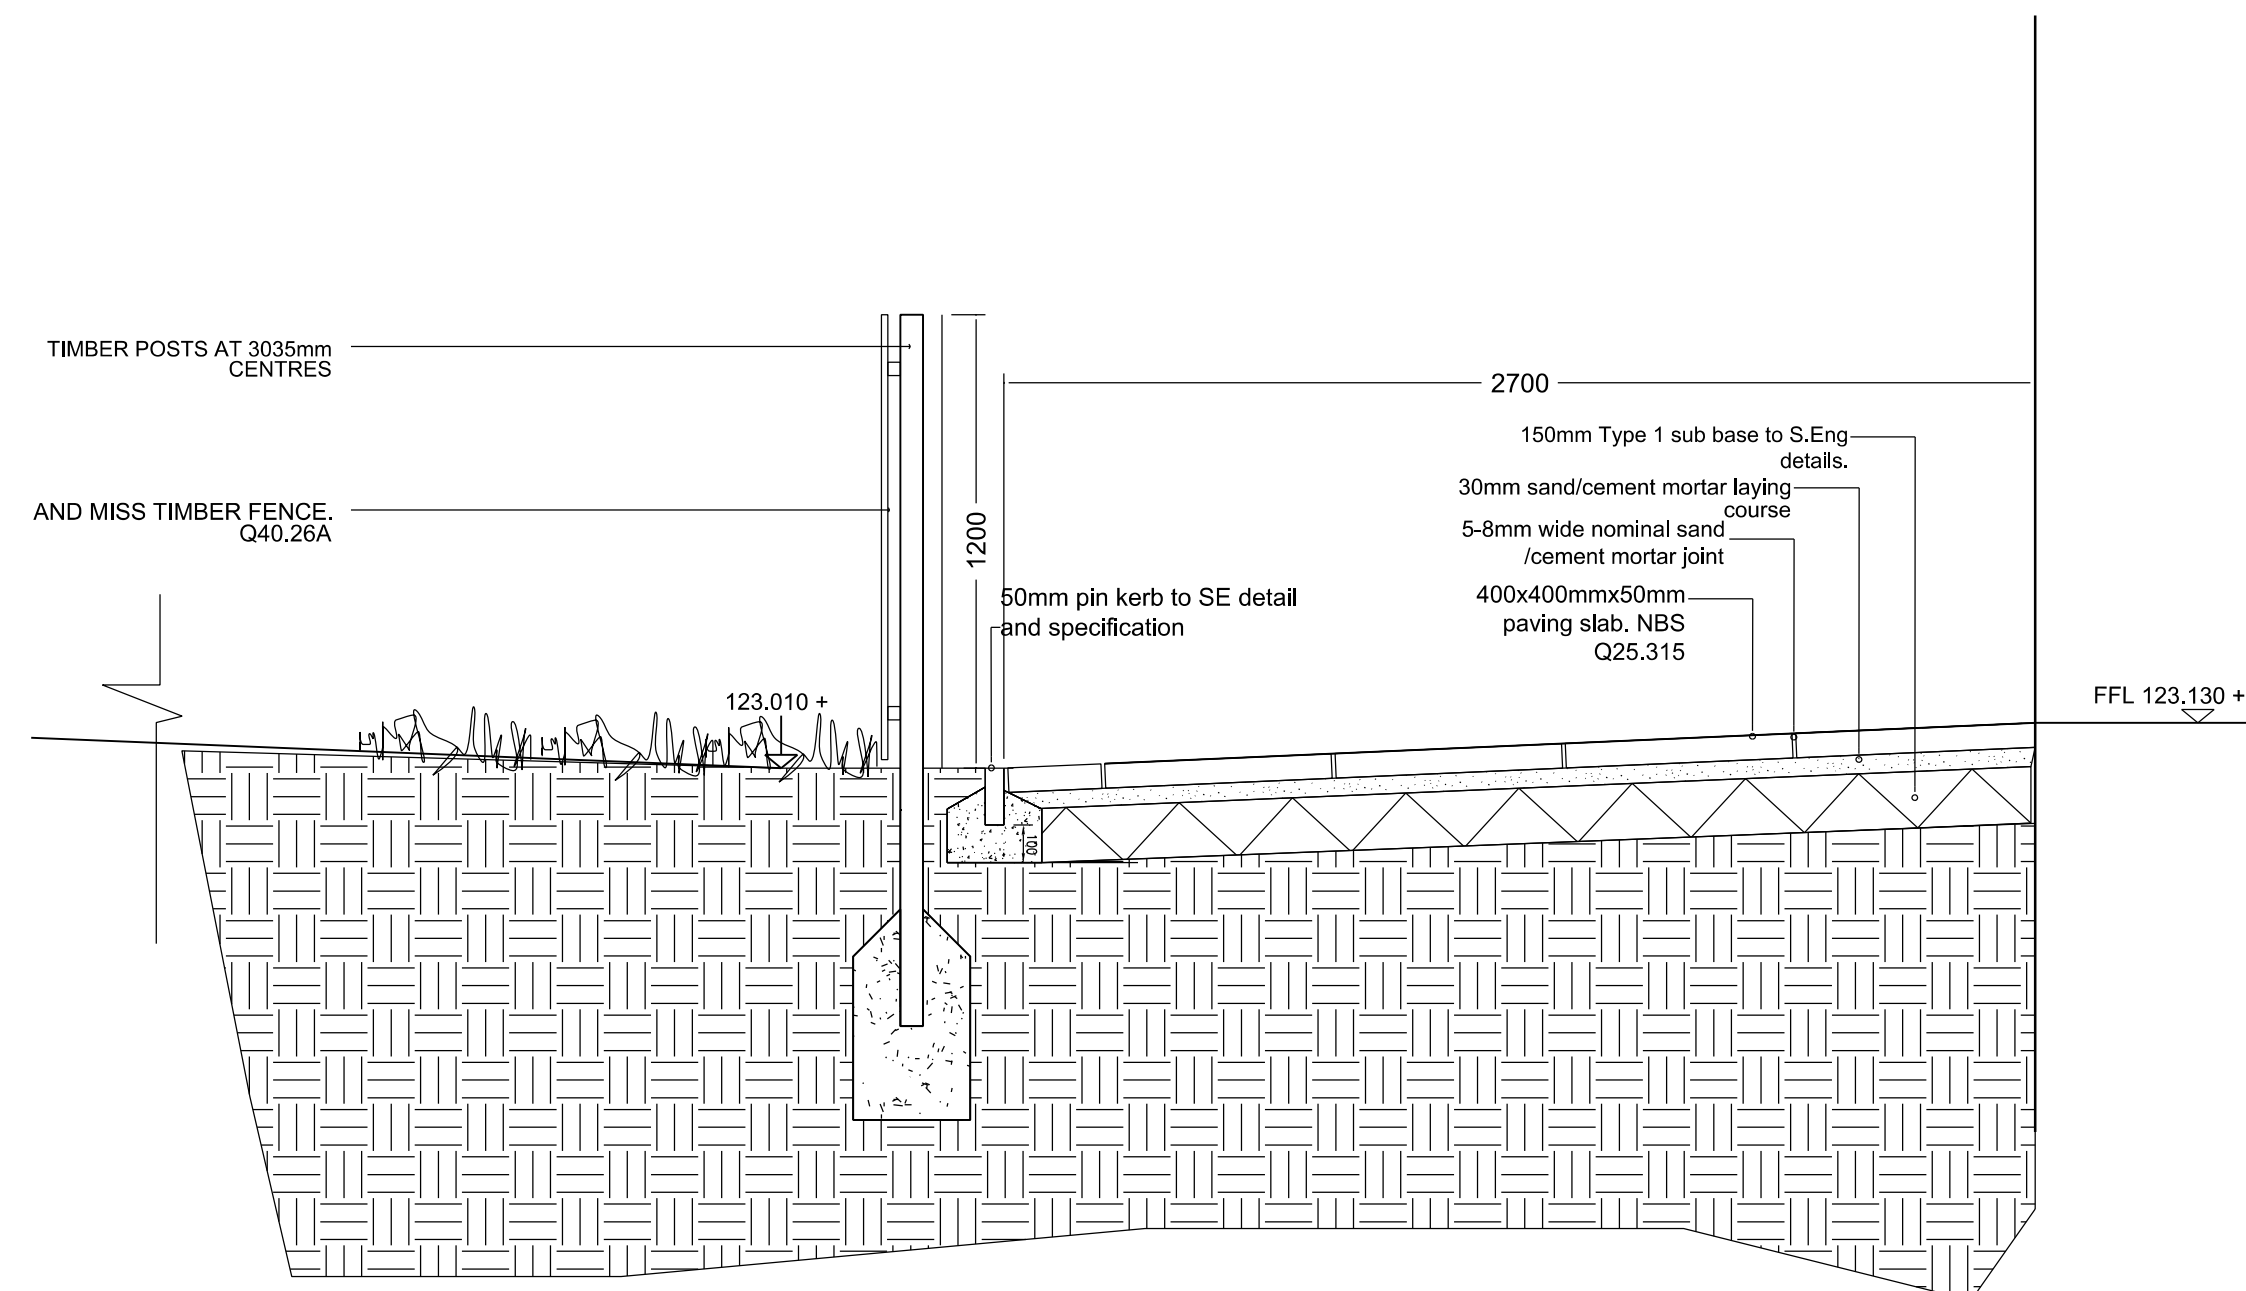 TIMBER POSTS AT 3035mm
CENTRES
AND MISS TIMBER FENCE.
Q40.26A
123.010 +
1200
50mm pin kerb to SE detail
and specification
100
2700
150mm Type 1 sub base to S.Eng
details.
30mm sand/cement mortar laying
course
5-8mm wide nominal sand
/cement mortar joint
400x400mmx50mm
paving slab. NBS
Q25.315
FFL 123.130 +